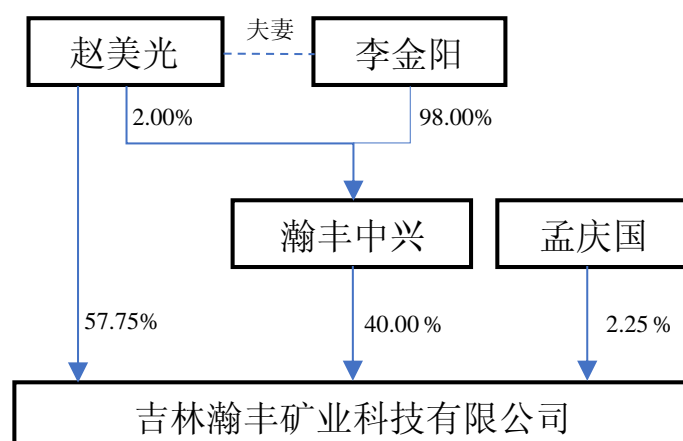 夫妻
赵美光
李金阳
2.00%
98.00%
瀚丰中兴
孟庆国
57.75%
40.00%
2.25%
吉林瀚丰矿业科技有限公司